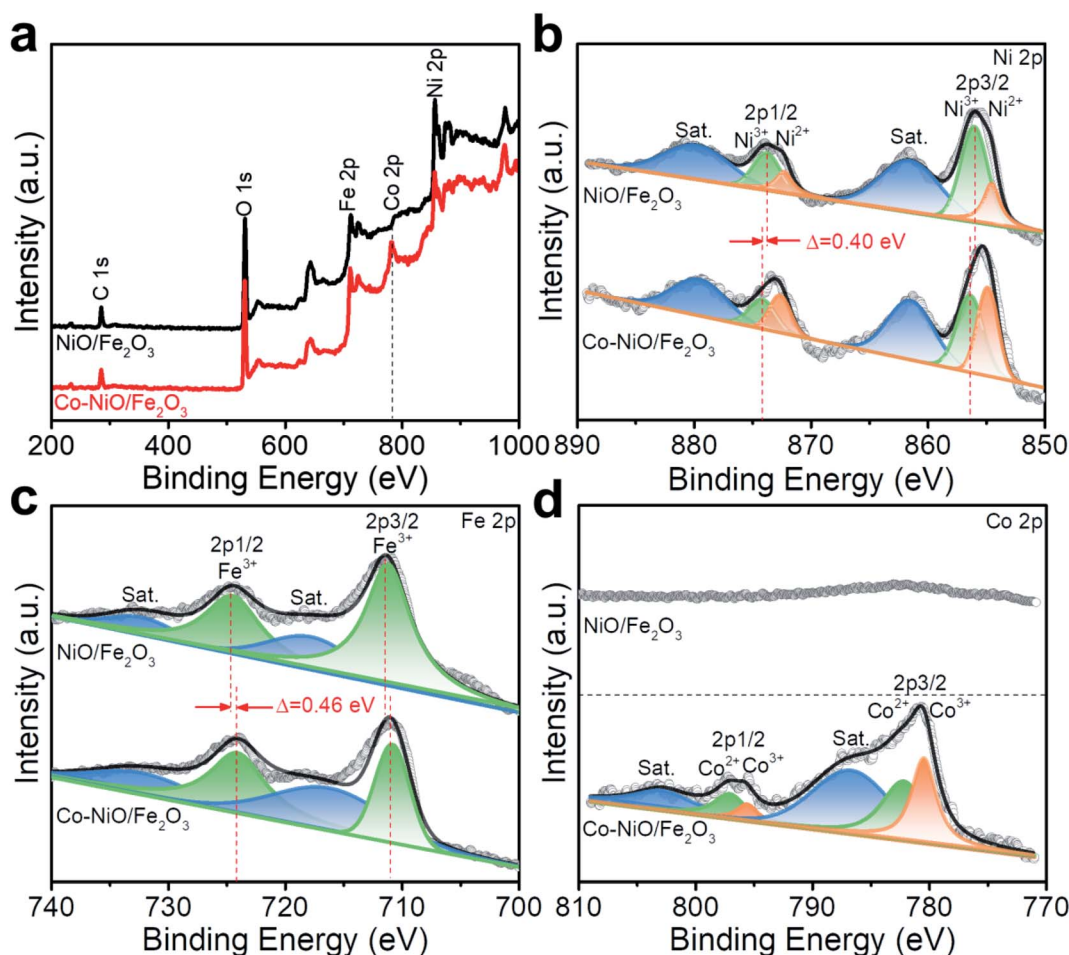 a
C 1s
O 1s
Fe 2p
Co 2p
Ni 2p
NiO/Fe₂O₃
Co-NiO/Fe₂O₃
Intensity (a.u.)
200 400 600 800 1000
Binding Energy (eV)
b
Ni 2p
2p3/2
Ni³⁺ Ni²⁺
2p1/2
Ni³⁺ Ni²⁺
Sat.
Sat.
NiO/Fe₂O₃
Δ=0.40 eV
Co-NiO/Fe₂O₃
Intensity (a.u.)
890 880 870 860 850
Binding Energy (eV)
c
Fe 2p
2p3/2
Fe³⁺
2p1/2
Fe³⁺
Sat.
Sat.
NiO/Fe₂O₃
Δ=0.46 eV
Co-NiO/Fe₂O₃
Intensity (a.u.)
740 730 720 710 700
Binding Energy (eV)
d
Co 2p
NiO/Fe₂O₃
2p3/2
Co²⁺ Co³⁺
Sat.
2p1/2
Co²⁺ Co³⁺
Sat.
Co-NiO/Fe₂O₃
Intensity (a.u.)
810 800 790 780 770
Binding Energy (eV)